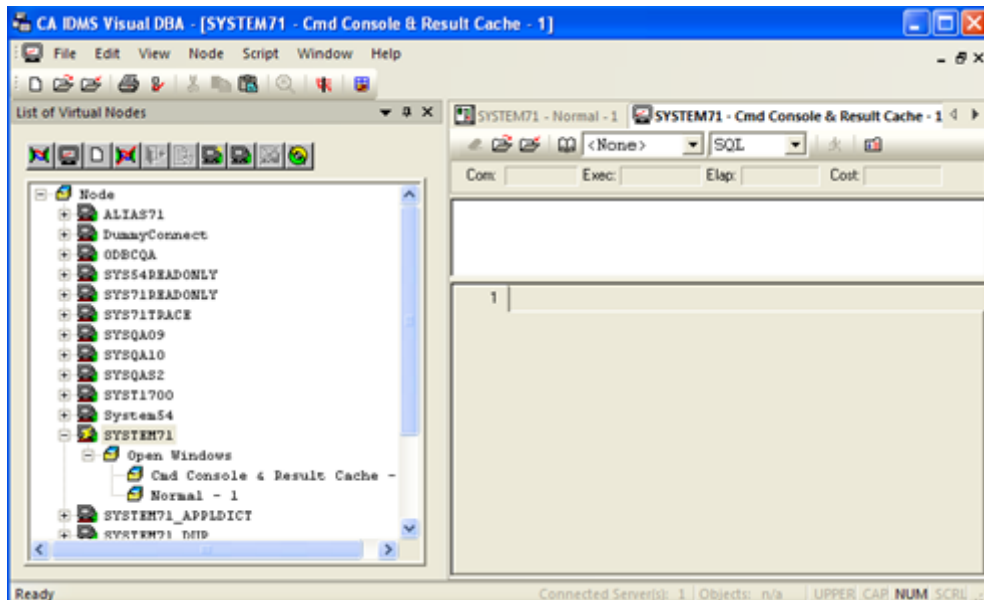 CA IDMS Visual DBA - [SYSTEM71 - Cmd Console & Result Cache - 1]
File Edit View Node Script Window Help
List of Virtual Nodes
SYSTEM71 - Normal - 1 SYSTEM71 - Cmd Console & Result Cache - 1
<None> SQL
Com: Exec: Elap: Cost:
Node
ALIAS71
DummyConnect
ODBCQA
SYS54READONLY
SYS71READONLY
SYS71TRACE
SYSQA09
SYSQA10
SYSQAS2
SYST1700
System54
SYSTEM71
Open Windows
Cmd Console & Result Cache -
Normal - 1
SYSTEM71_APPLDICT
SYSTEM71_DUP
1
Ready Connected Server(s): 1 Objects: n/a UPPER CAP NUM SCRL